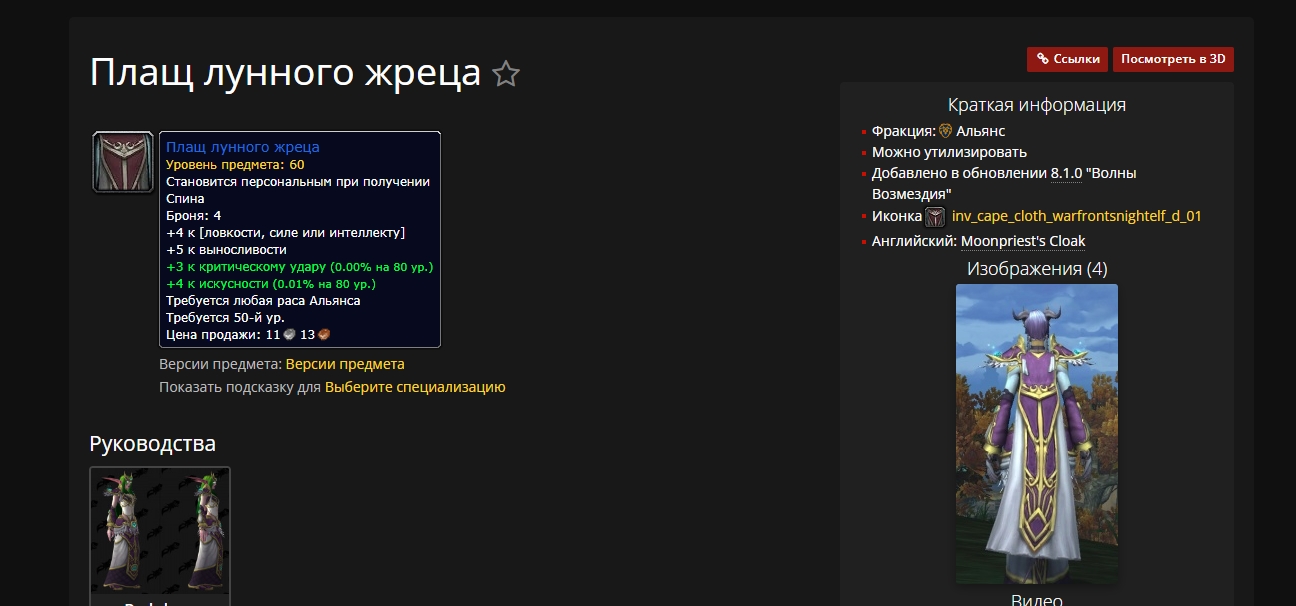 Плащ лунного жреца
Ссылки
Посмотреть в 3D
Плащ лунного жреца
Уровень предмета: 60
Становится персональным при получении
Спина
Броня: 4
+4 к [ловкости, силе или интеллекту]
+5 к выносливости
+3 к критическому удару (0.00% на 80 ур.)
+4 к искусности (0.01% на 80 ур.)
Требуется любая раса Альянса
Требуется 50-й ур.
Цена продажи: 11 13
Версии предмета: Версии предмета
Показать подсказку для Выберите специализацию
Руководства
Краткая информация
Фракция: Альянс
Можно утилизировать
Добавлено в обновлении 8.1.0 "Волны
Возмездия"
Иконка inv_cape_cloth_warfrontsnightelf_d_01
Английский: Moonpriest's Cloak
Изображения (4)
Видео